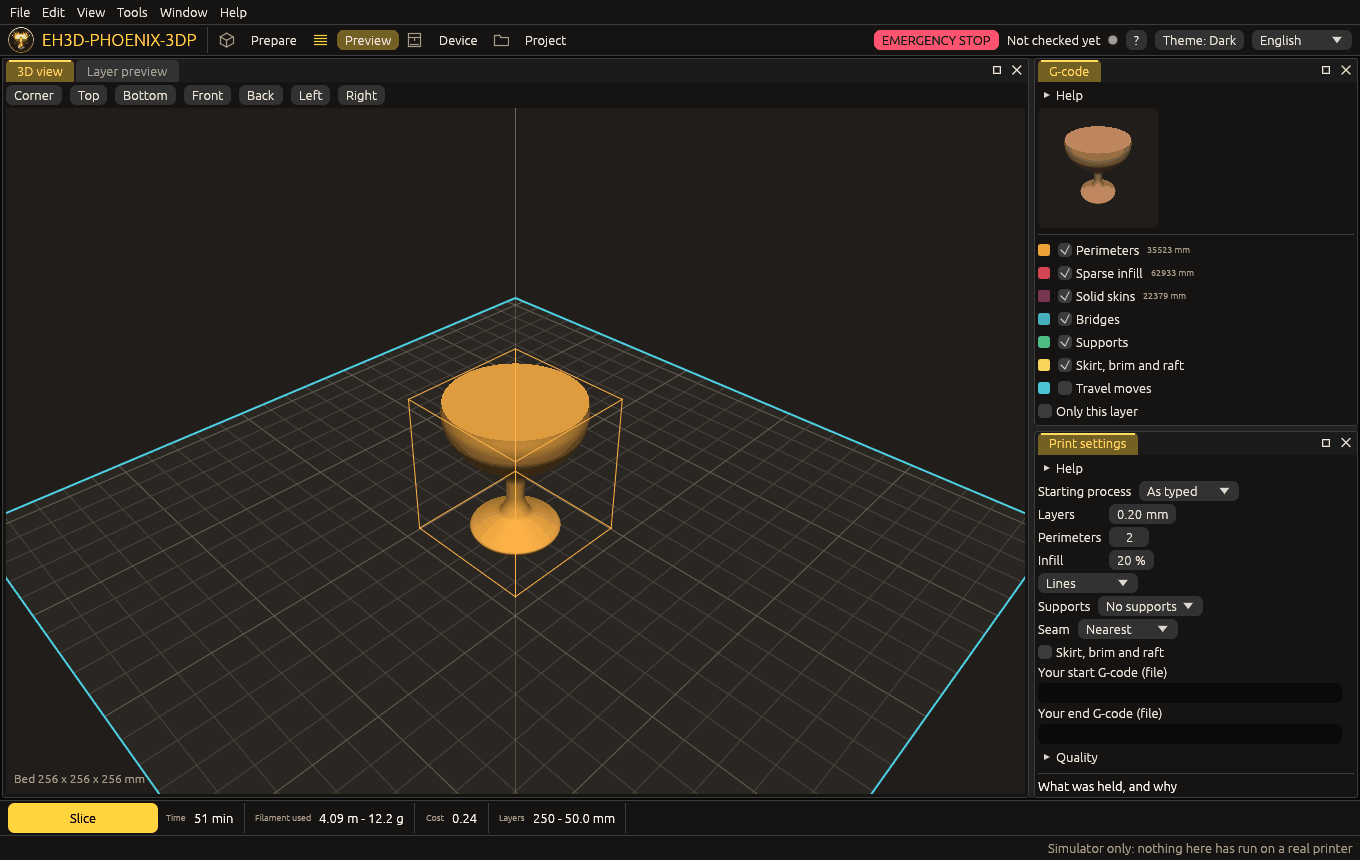 File Edit View Tools Window Help
EH3D-PHOENIX-3DP Prepare Preview Device Project EMERGENCY STOP Not checked yet ? Theme: Dark English
3D view Layer preview
Corner Top Bottom Front Back Left Right
Bed 256 x 256 x 256 mm
G-code
Help
Perimeters 35523 mm
Sparse infill 62933 mm
Solid skins 22379 mm
Bridges
Supports
Skirt, brim and raft
Travel moves
Only this layer
Print settings
Help
Starting process As typed
Layers 0.20 mm
Perimeters 2
Infill 20 %
Lines
Supports No supports
Seam Nearest
Skirt, brim and raft
Your start G-code (file)
Your end G-code (file)
Quality
What was held, and why
Slice Time 51 min Filament used 4.09 m - 12.2 g Cost 0.24 Layers 250 - 50.0 mm
Simulator only: nothing here has run on a real printer